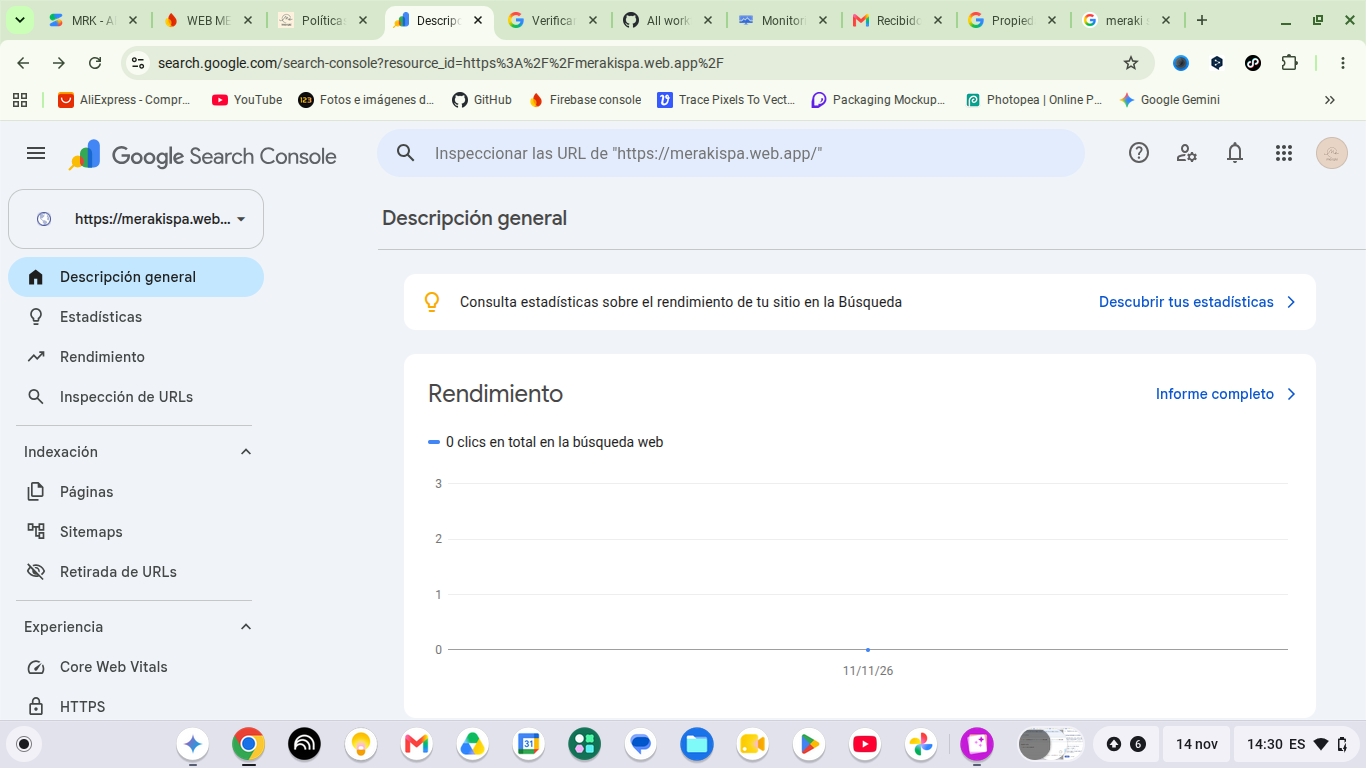 MRK - Al
WEB ME
Políticas
Descripc
Verifica
All work
Monitori
Recibido
Propied
meraki s
search.google.com/search-console?resource_id=https%3A%2F%2Fmerakispa.web.app%2F
AliExpress - Compr...
YouTube
Fotos e imágenes d...
GitHub
Firebase console
Trace Pixels To Vect...
Packaging Mockup...
Photopea | Online P...
Google Gemini
Google Search Console
Inspeccionar las URL de "https://merakispa.web.app/"
https://merakispa.web...
Descripción general
Descripción general
Estadísticas
Rendimiento
Inspección de URLs
Indexación
Páginas
Sitemaps
Retirada de URLs
Experiencia
Core Web Vitals
HTTPS
Consulta estadísticas sobre el rendimiento de tu sitio en la Búsqueda
Descubrir tus estadísticas
Rendimiento
Informe completo
0 clics en total en la búsqueda web
3
2
1
0
11/11/26
31
6
14 nov
14:30 ES